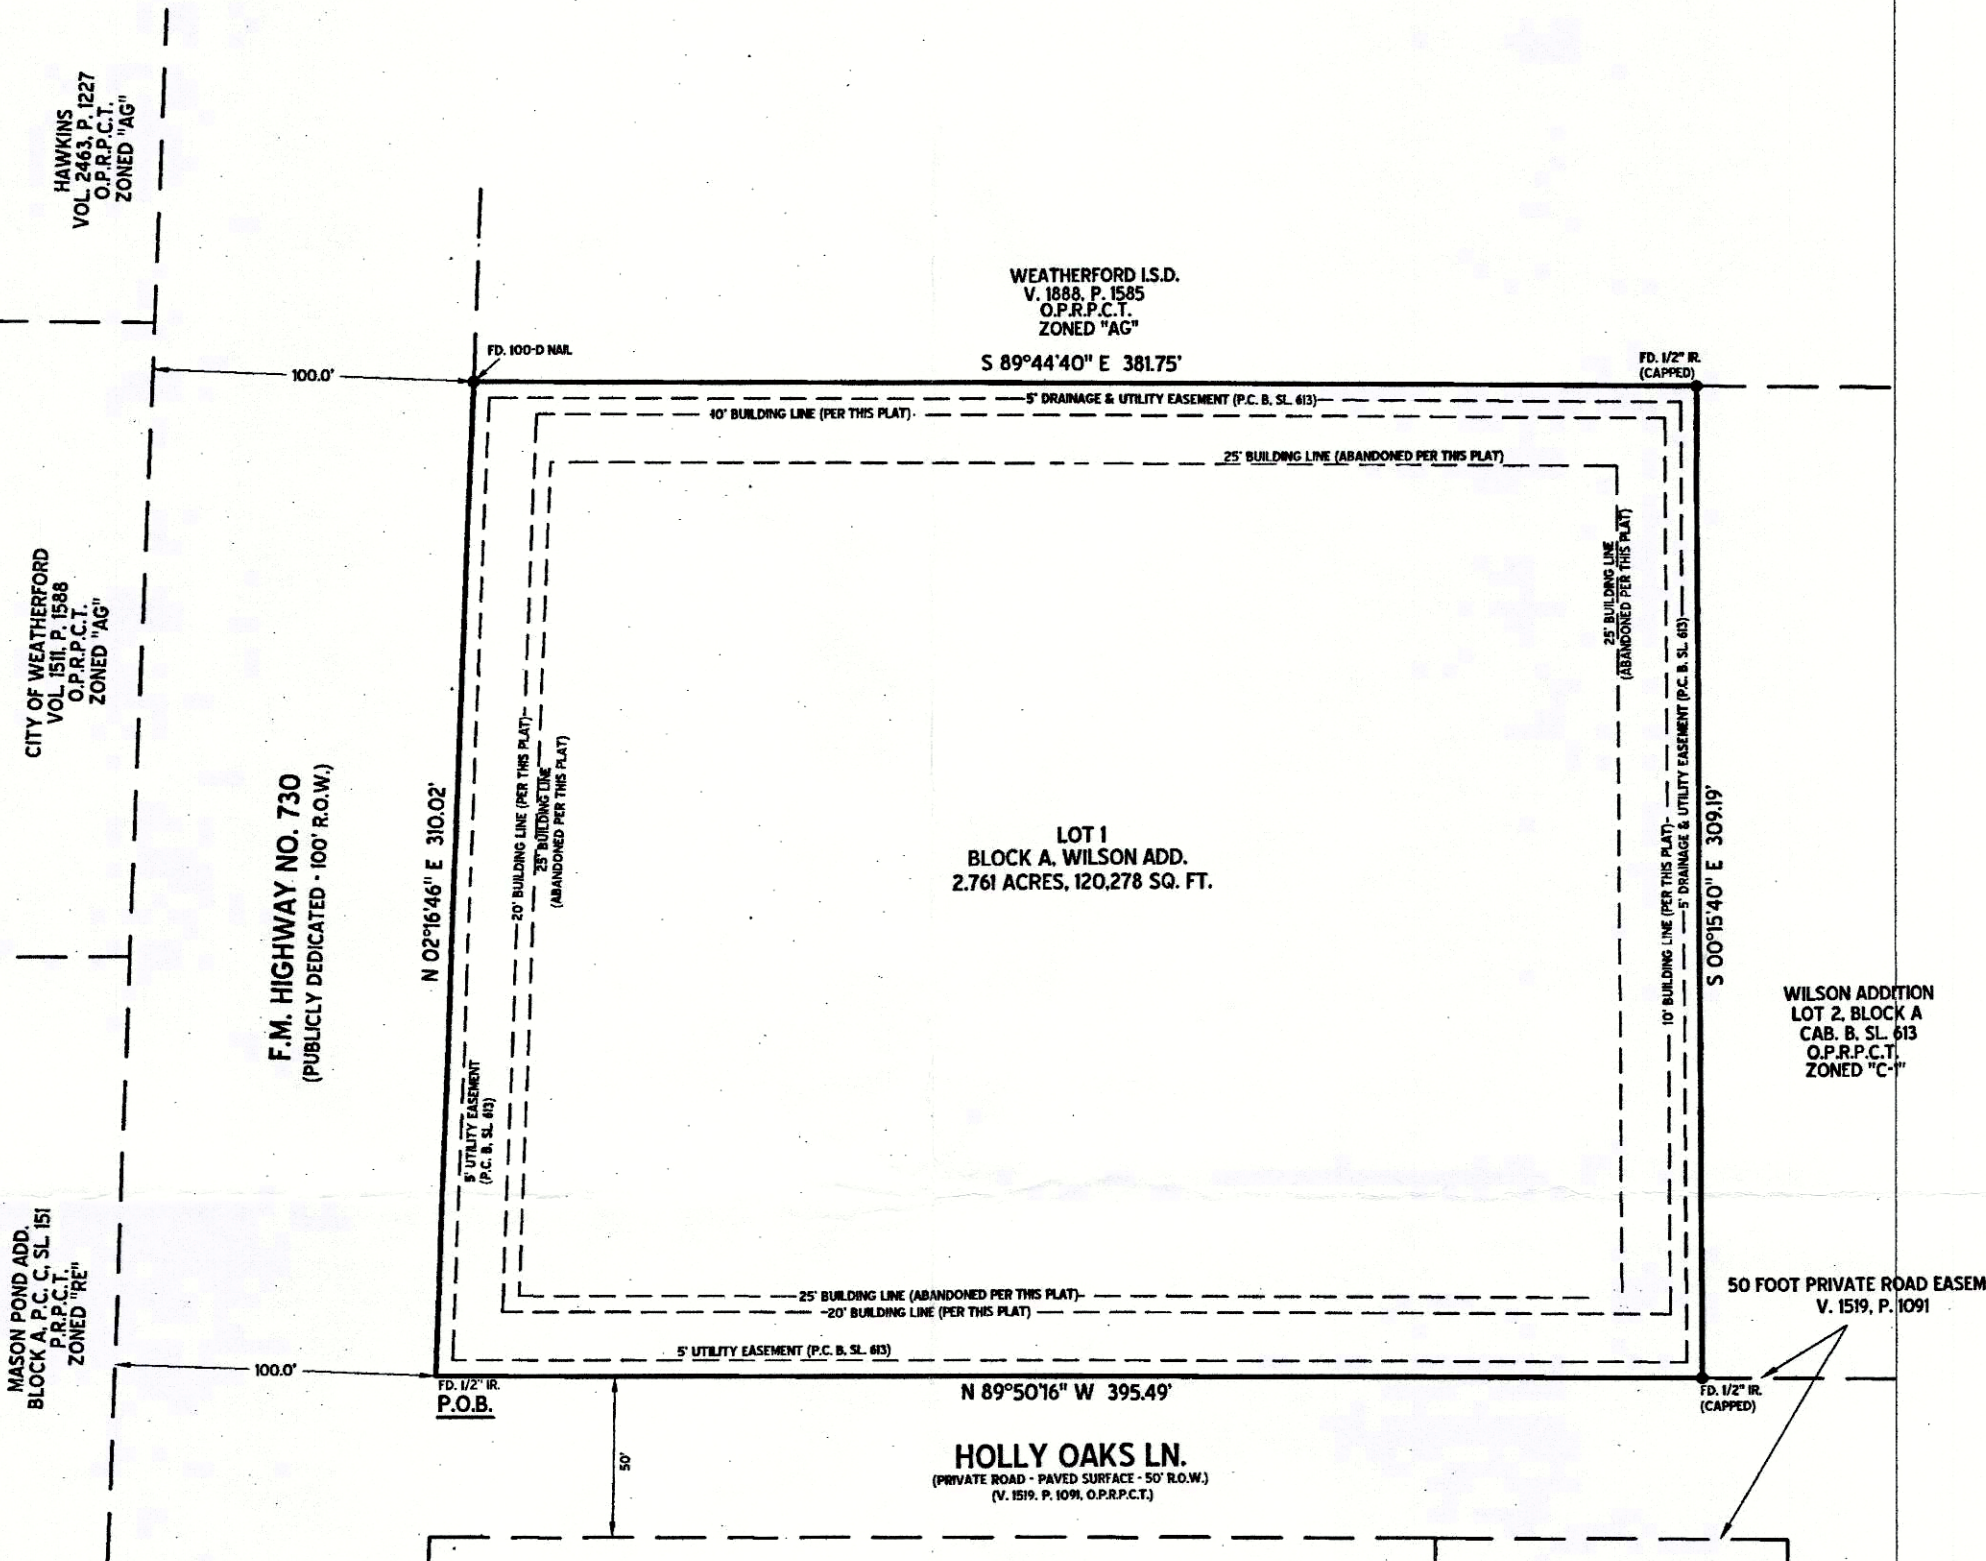 HAWKINS
VOL. 2463, P. 1227
O.P.R.P.C.T.
ZONED "AG"
WEATHERFORD I.S.D.
V. 1888, P. 1585
O.P.R.P.C.T.
ZONED "AG"
S 89°44'40" E 381.75'
FD. 100-D NAIL
FD. 1/2" IR.
(CAPPED)
100.0'
5' DRAINAGE & UTILITY EASEMENT (P.C. B, SL. 613)
10' BUILDING LINE (PER THIS PLAT)
25' BUILDING LINE (ABANDONED PER THIS PLAT)
CITY OF WEATHERFORD
VOL. 1511, P. 1588
O.P.R.P.C.T.
ZONED "AG"
F.M. HIGHWAY NO. 730
(PUBLICLY DEDICATED - 100' R.O.W.)
N 02°16'46" E 310.02'
20' BUILDING LINE (PER THIS PLAT)
25' BUILDING LINE
(ABANDONED PER THIS PLAT)
LOT 1
BLOCK A, WILSON ADD.
2.761 ACRES, 120,278 SQ. FT.
25' BUILDING LINE
(ABANDONED PER THIS PLAT)
10' BUILDING LINE (PER THIS PLAT)
5' DRAINAGE & UTILITY EASEMENT (P.C. B, SL. 613)
S 00°15'40" E 309.19'
WILSON ADDITION
LOT 2, BLOCK A
CAB. B, SL. 613
O.P.R.P.C.T.
ZONED "C-1"
5' UTILITY EASEMENT
(P.C. B, SL. 613)
MASON POND ADD.
BLOCK A, P.C. C, SL. 151
P.R.P.C.T.
ZONED "RE"
25' BUILDING LINE (ABANDONED PER THIS PLAT)
20' BUILDING LINE (PER THIS PLAT)
5' UTILITY EASEMENT (P.C. B, SL. 613)
50 FOOT PRIVATE ROAD EASEM
V. 1519, P. 1091
100.0'
FD. 1/2" IR.
P.O.B.
N 89°50'16" W 395.49'
FD. 1/2" IR.
(CAPPED)
50'
HOLLY OAKS LN.
(PRIVATE ROAD - PAVED SURFACE - 50' R.O.W.)
(V. 1519, P. 1091, O.P.R.P.C.T.)